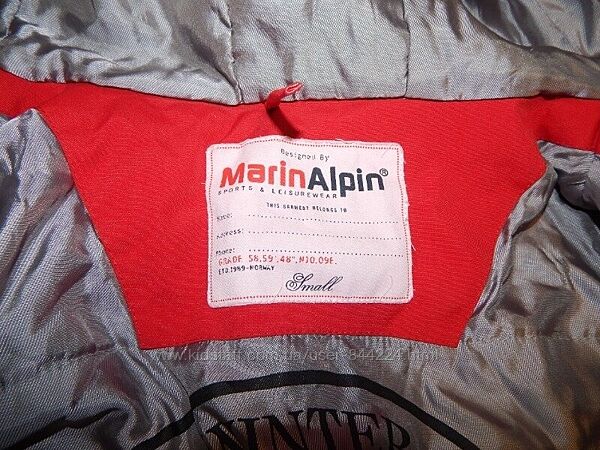 Designed By
MarinAlpin®
SPORTS & LEISUREWEAR
THIS GARMENT BELONGS TO
Name:
Address:
Phone:
GRADE 58,59',48",N10.09E.
ETD.1989-NORWAY
Small
www.kidstaff.com.ua/user-844224.html
WINTER